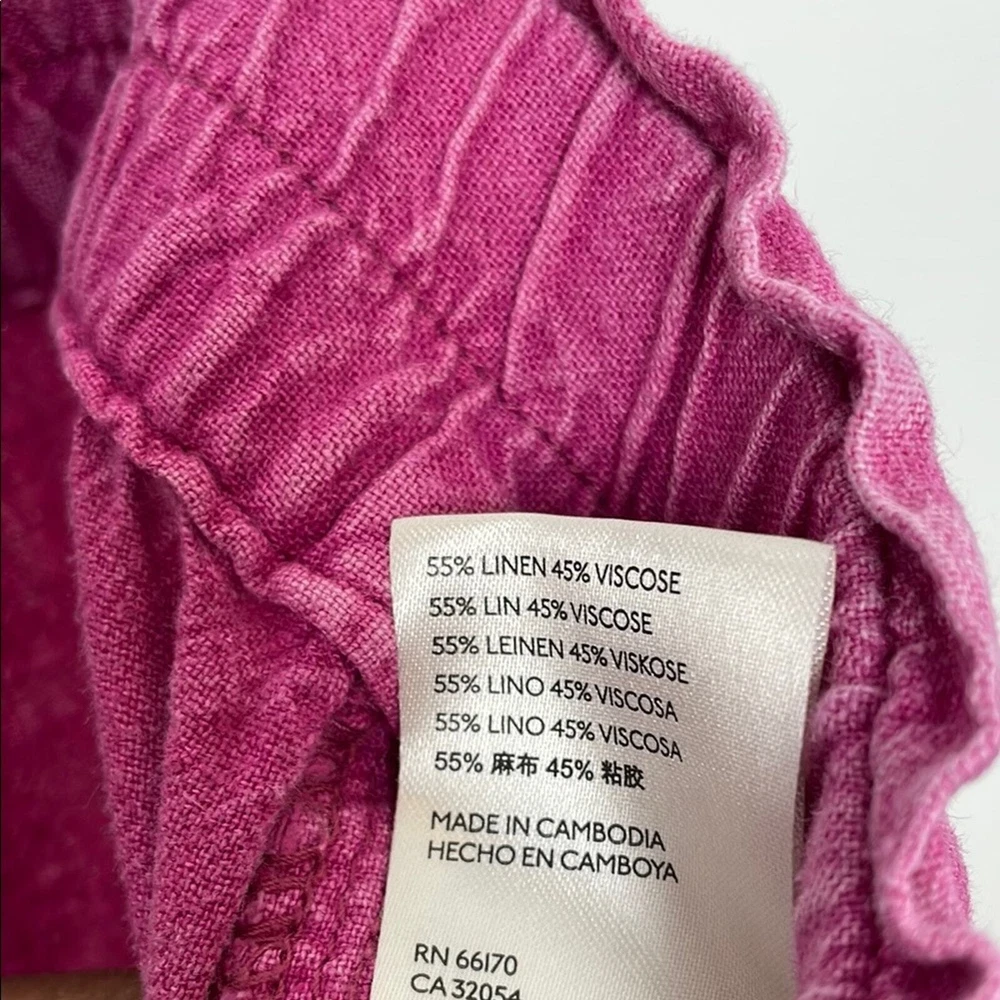 55% LINEN 45% VISCOSE
55% LIN 45% VISCOSE
55% LEINEN 45% VISKOSE
55% LINO 45% VISCOSA
55% LINO 45% VISCOSA
55% 麻布 45% 粘胶
MADE IN CAMBODIA
HECHO EN CAMBOYA
RN 66170
CA 32054